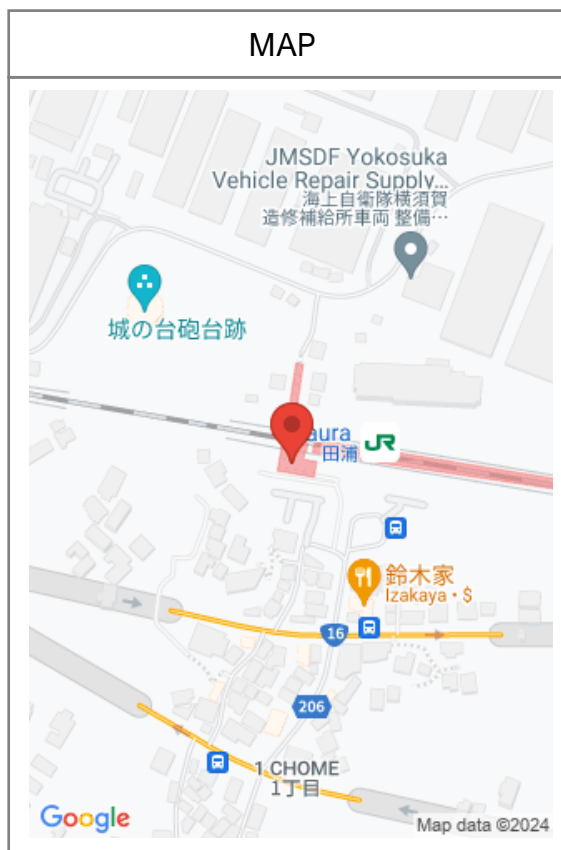 MAP
JMSDF Yokosuka
Vehicle Repair Supply...
海上自衛隊横須賀
造修補給所車両 整備…
城の台砲台跡
aura
田浦
JR
鈴木家
Izakaya • $
16
206
1 CHOME
1丁目
Google
Map data ©2024